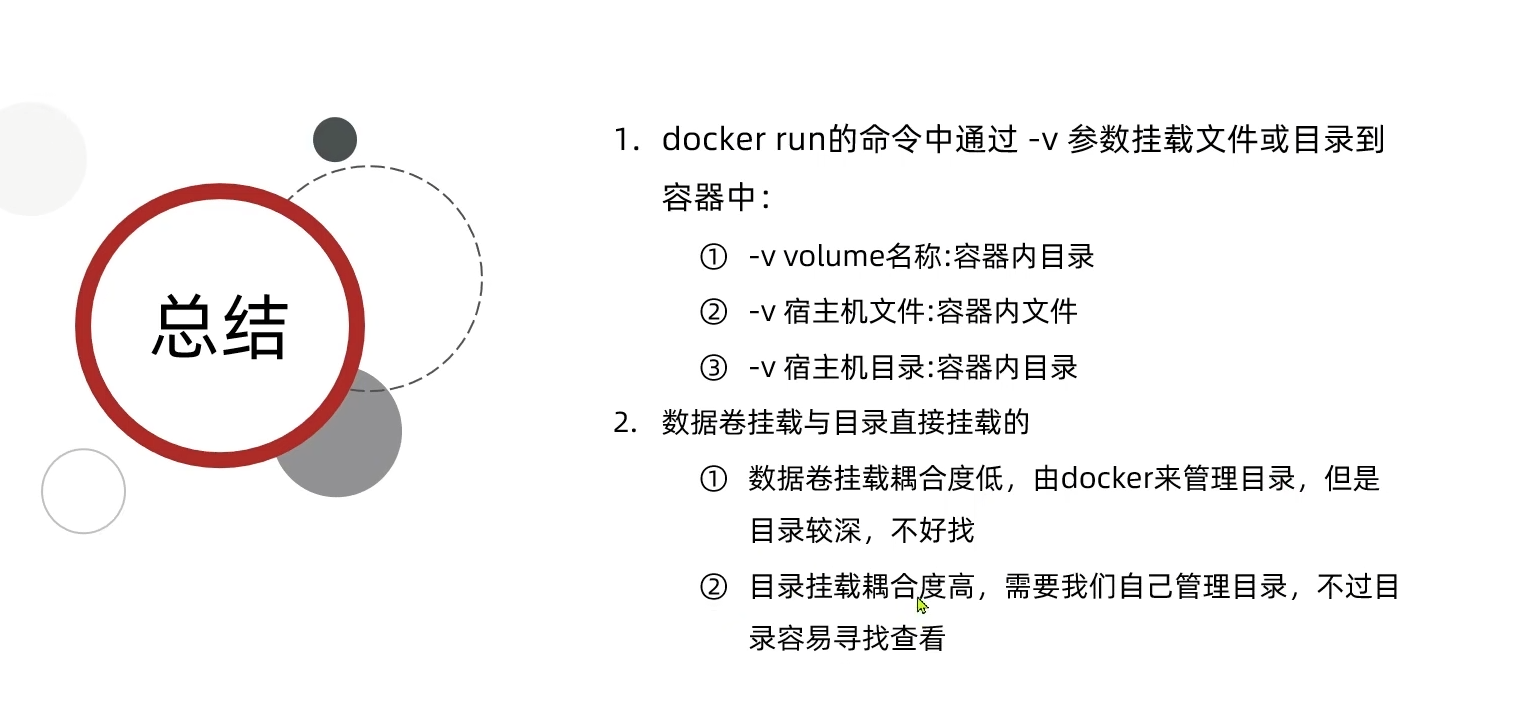 总结
1. docker run的命令中通过 -v 参数挂载文件或目录到
容器中：
① -v volume名称:容器内目录
② -v 宿主机文件:容器内文件
③ -v 宿主机目录:容器内目录
2. 数据卷挂载与目录直接挂载的
① 数据卷挂载耦合度低，由docker来管理目录，但是
目录较深，不好找
② 目录挂载耦合度高，需要我们自己管理目录，不过目
录容易寻找查看